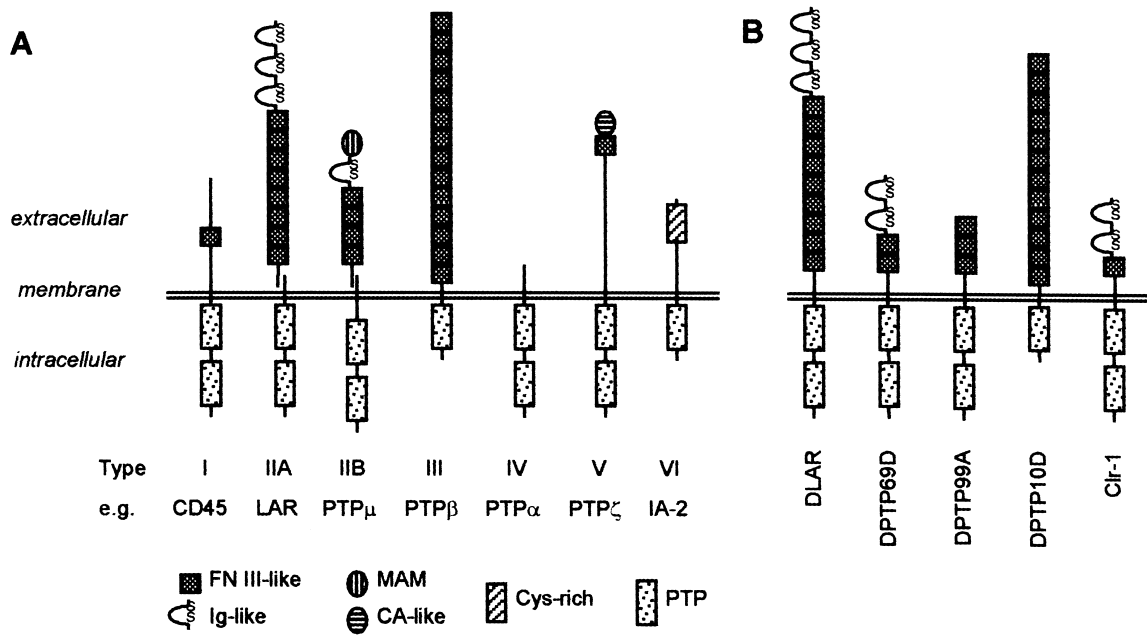 A
B
extracellular
membrane
intracellular
Type I IIA IIB III IV V VI
e.g. CD45 LAR PTPμ PTPβ PTPα PTPζ IA-2
DLAR
DPTP69D
DPTP99A
DPTP10D
Clr-1
FN III-like MAM Cys-rich PTP
Ig-like CA-like